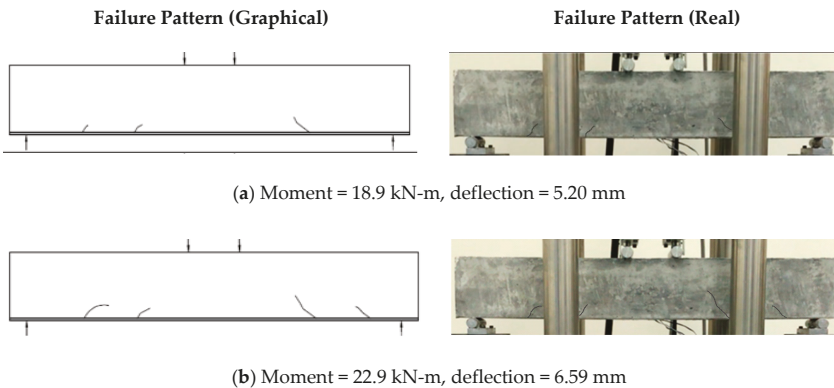 Failure Pattern (Graphical) Failure Pattern (Real)
(a) Moment = 18.9 kN-m, deflection = 5.20 mm
(b) Moment = 22.9 kN-m, deflection = 6.59 mm